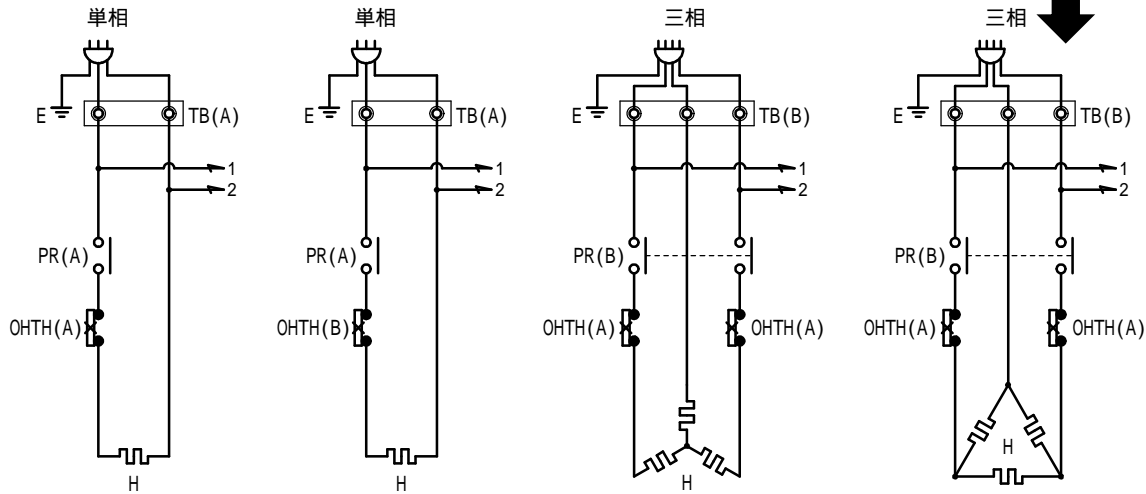 単相
E
TB(A)
1
2
PR(A)
OHTH(A)
H
単相
E
TB(A)
1
2
PR(A)
OHTH(B)
H
三相
E
TB(B)
1
2
PR(B)
OHTH(A)
OHTH(A)
H
三相
E
TB(B)
1
2
PR(B)
OHTH(A)
OHTH(A)
H